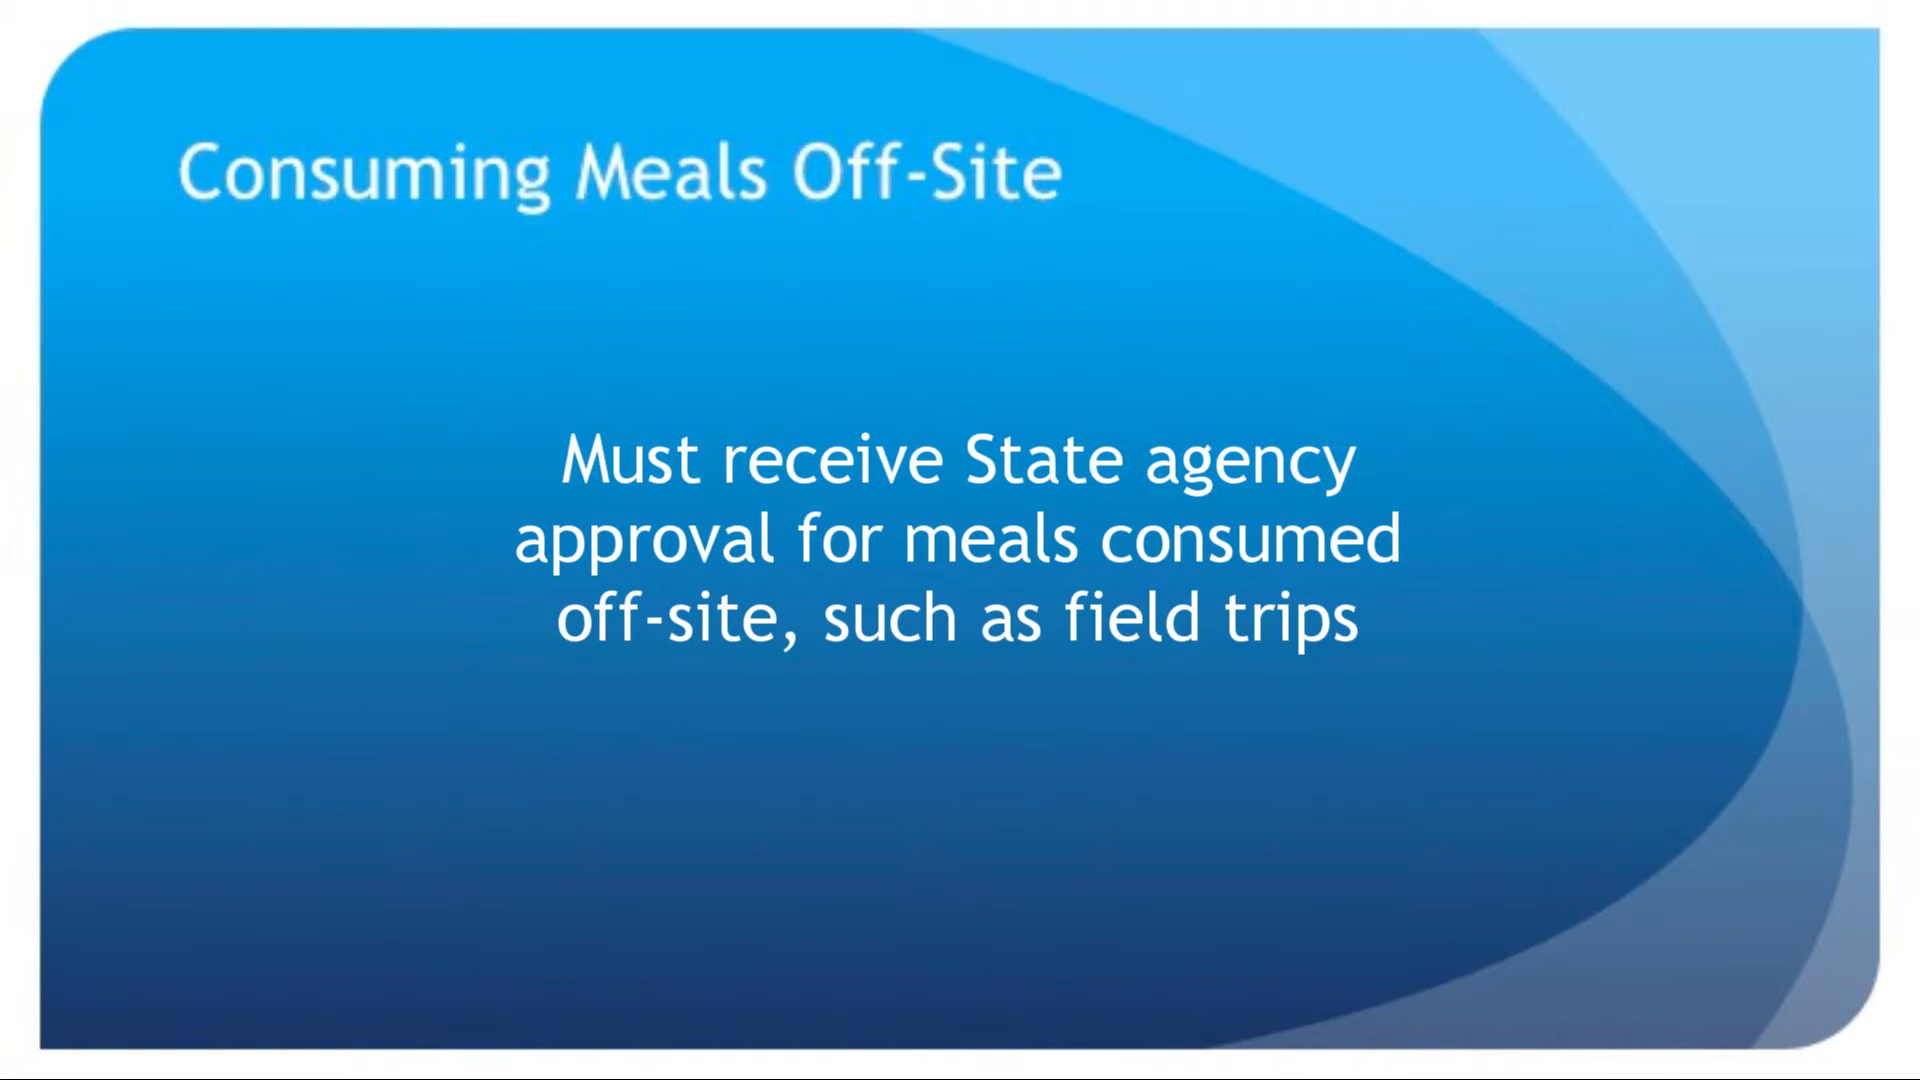 Consuming Meals Off-Site
Must receive State agency
approval for meals consumed
off-site, such as field trips